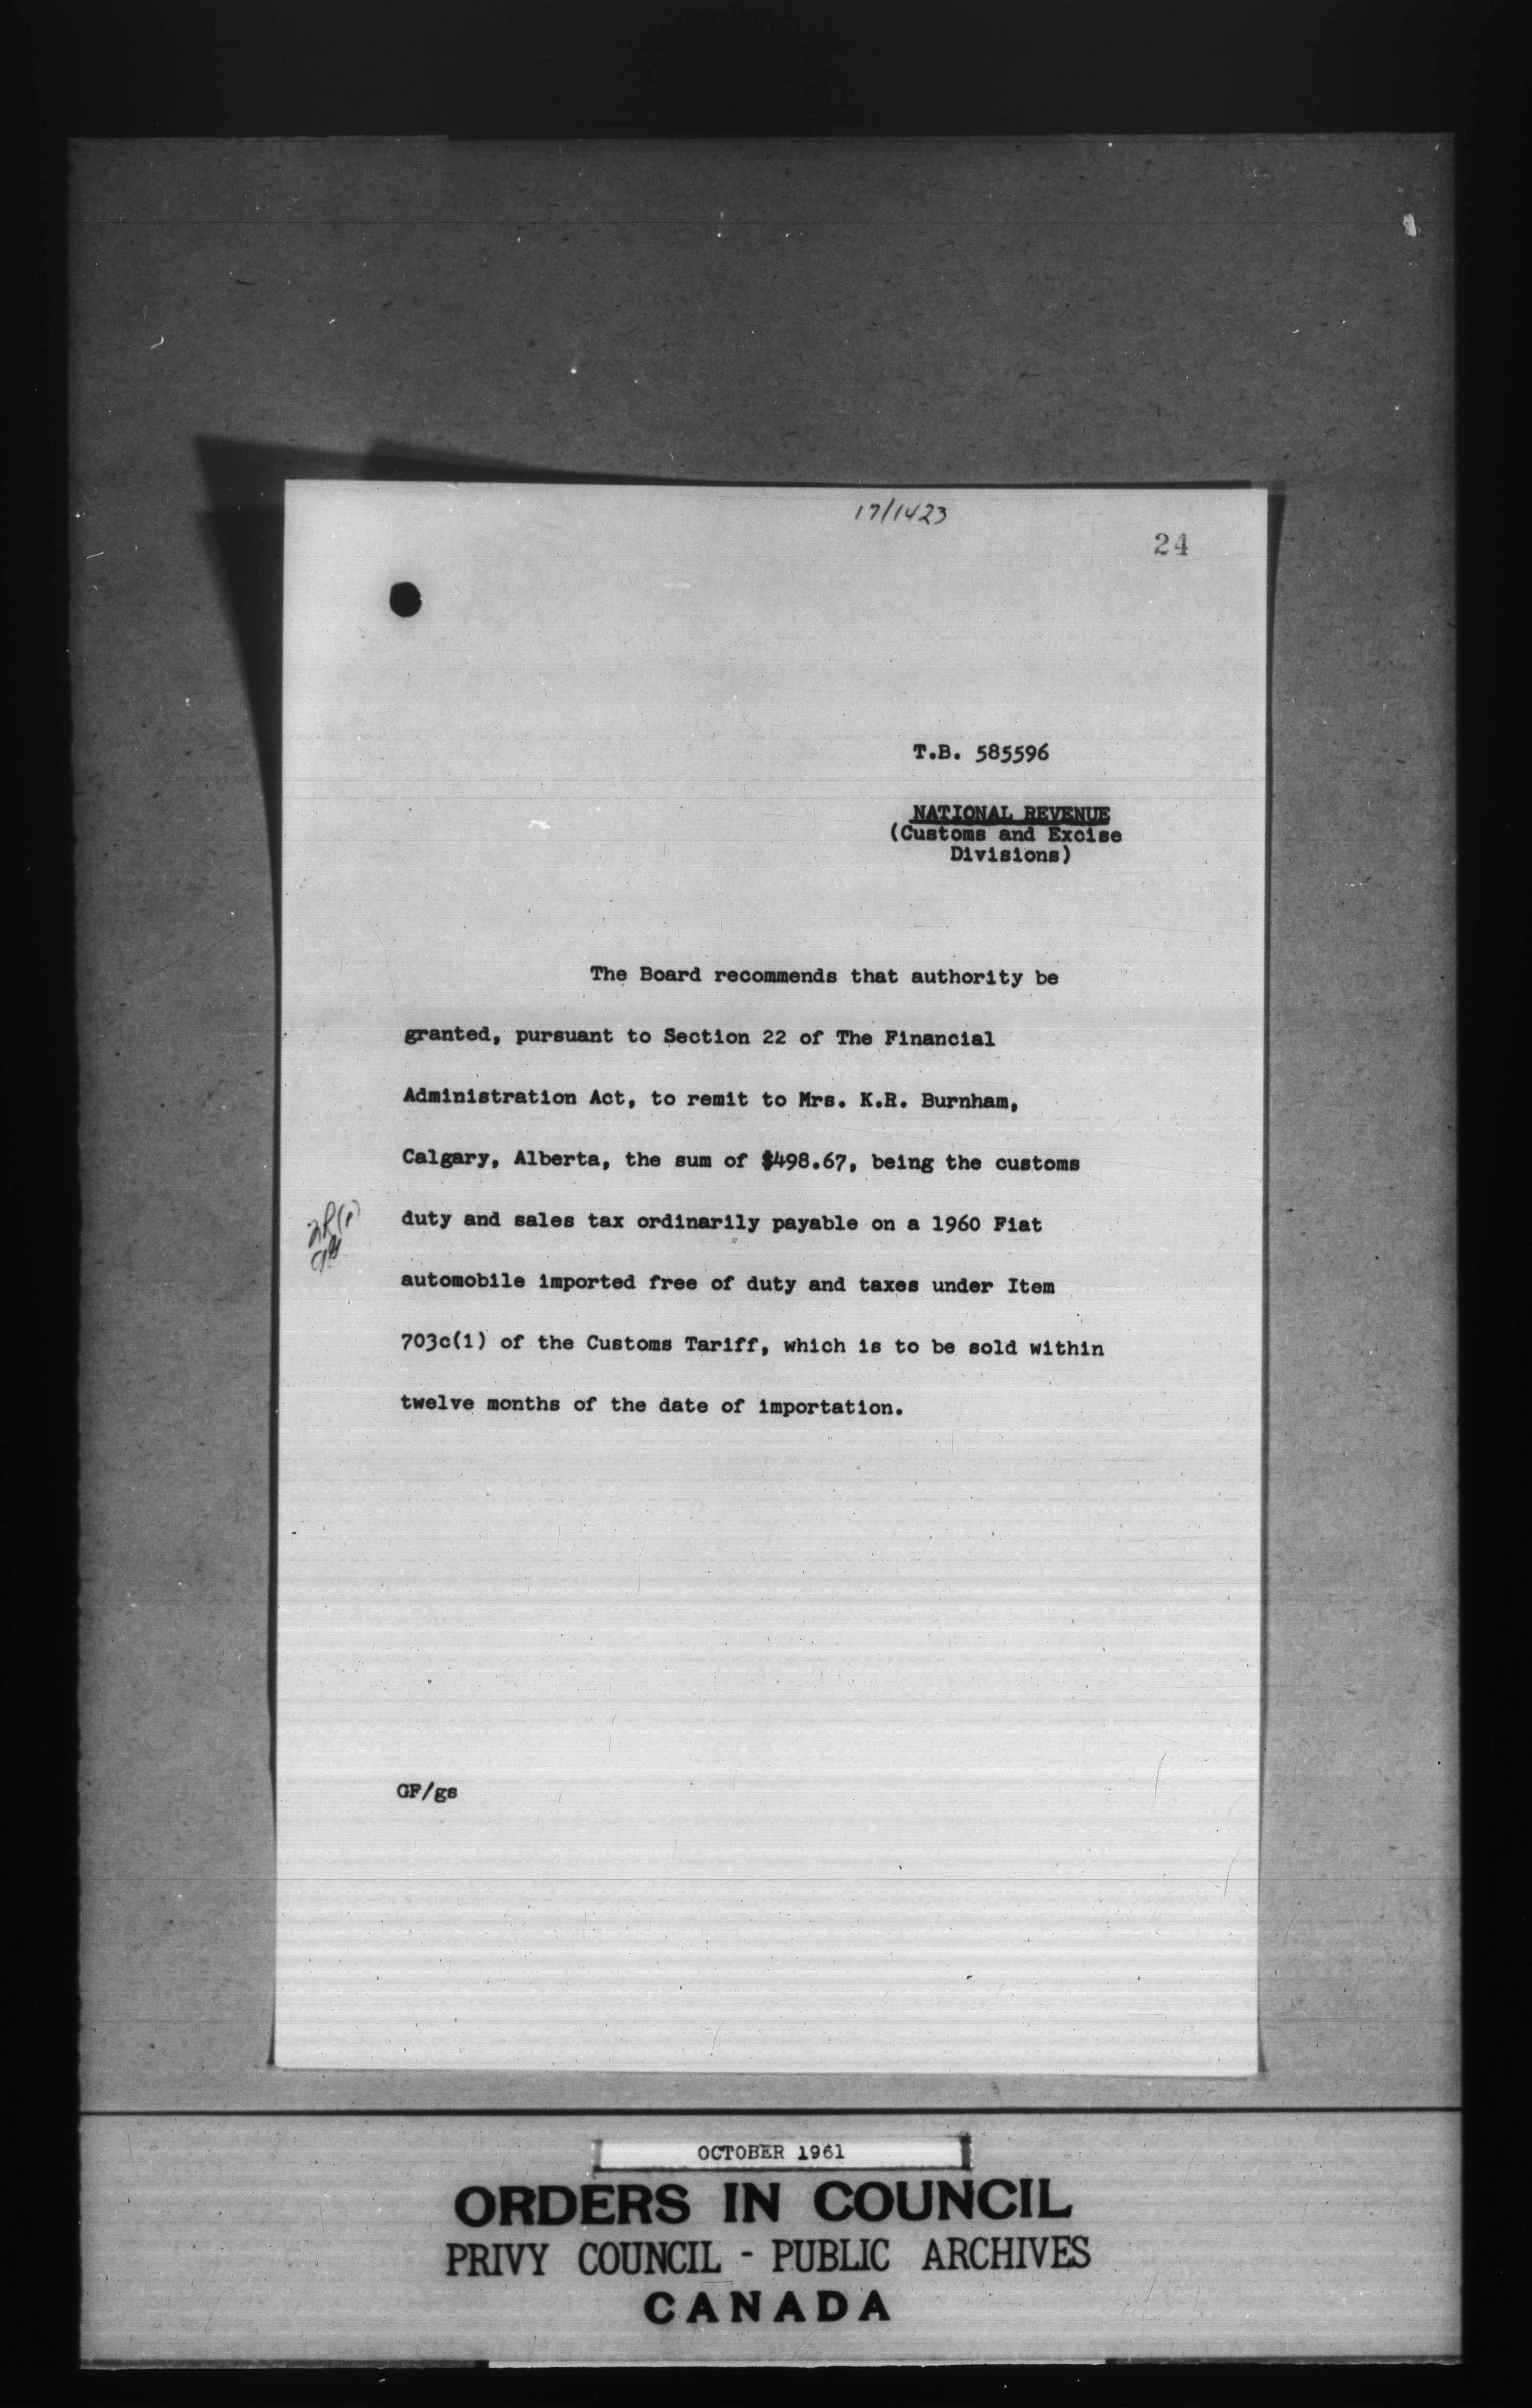 17/1423
24
T.B. 585596
NATIONAL REVENUE
(Customs and Excise
Divisions)
The Board recommends that authority be
granted, pursuant to Section 22 of The Financial
Administration Act, to remit to Mrs. K.R. Burnham,
Calgary, Alberta, the sum of $498.67, being the customs
duty and sales tax ordinarily payable on a 1960 Fiat
automobile imported free of duty and taxes under Item
703c(1) of the Customs Tariff, which is to be sold within
twelve months of the date of importation.
GF/gs
OCTOBER 1961
ORDERS IN COUNCIL
PRIVY COUNCIL - PUBLIC ARCHIVES
CANADA